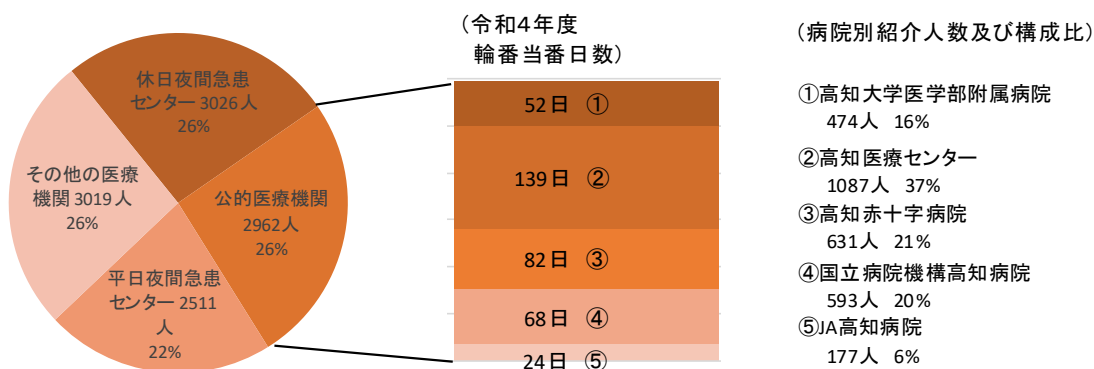 休日夜間急患
センター 3026人
26%
その他の医療
機関 3019人
26%
公的医療機関
2962人
26%
平日夜間急患
センター 2511
人
22%
(令和4年度
輪番当番日数)
52日 ①
139日 ②
82日 ③
68日 ④
24日 ⑤
(病院別紹介人数及び構成比)
①高知大学医学部附属病院
474人 16%
②高知医療センター
1087人 37%
③高知赤十字病院
631人 21%
④国立病院機構高知病院
593人 20%
⑤JA高知病院
177人 6%